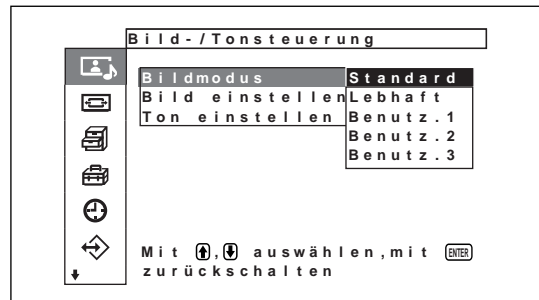 Bild-/Tonsteuerung
Bildmodus Standard
Bild einstellen Lebhaft
Ton einstellen Benutz.1
Benutz.2
Benutz.3
Mit ↑,↓ auswählen,mit ENTER
zurückschalten